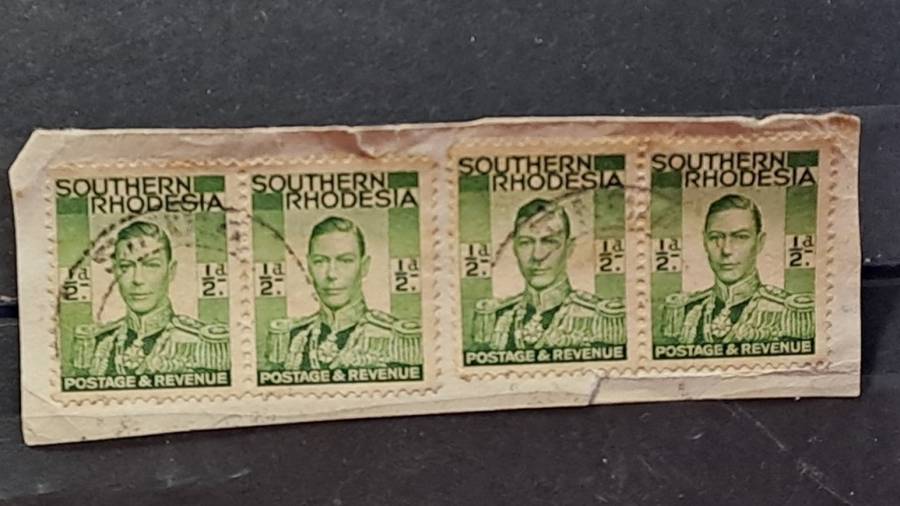 SOUTHERN
RHODESIA
½d.
½d.
POSTAGE & REVENUE
SOUTHERN
RHODESIA
½d.
½d.
POSTAGE & REVENUE
SOUTHERN
RHODESIA
½d.
½d.
POSTAGE & REVENUE
SOUTHERN
RHODESIA
½d.
½d.
POSTAGE & REVENUE